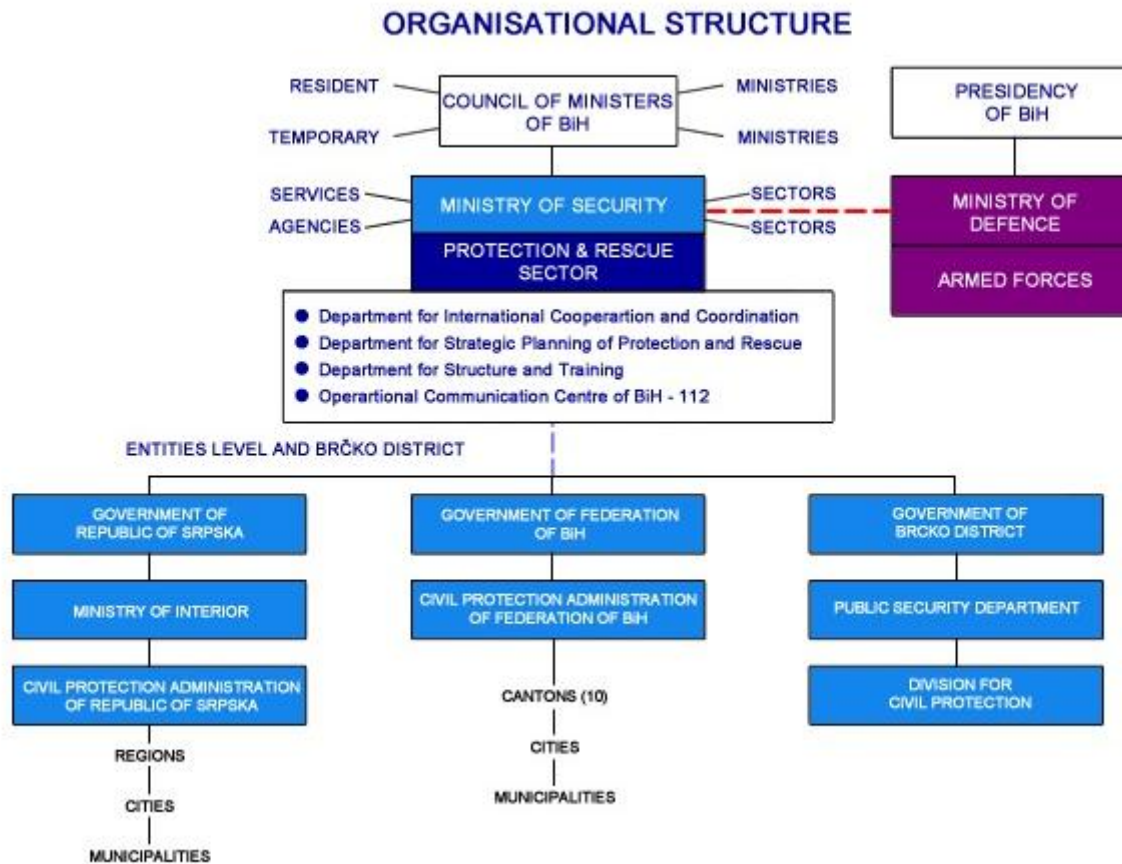 ORGANISATIONAL STRUCTURE
RESIDENT
TEMPORARY
COUNCIL OF MINISTERS
OF BiH
MINISTRIES
MINISTRIES
PRESIDENCY
OF BiH
SERVICES
AGENCIES
MINISTRY OF SECURITY
SECTORS
SECTORS
MINISTRY OF
DEFENCE
PROTECTION & RESCUE
SECTOR
ARMED FORCES
● Department for International Coopertartion and Coordination
● Department for Strategic Planning of Protection and Rescue
● Department for Structure and Training
● Operartional Communication Centre of BiH - 112
ENTITIES LEVEL AND BRČKO DISTRICT
GOVERNMENT OF
REPUBLIC OF SRPSKA
GOVERNMENT OF FEDERATION
OF BiH
GOVERNMENT OF
BRCKO DISTRICT
MINISTRY OF INTERIOR
CIVIL PROTECTION ADMINISTRATION
OF FEDERATION OF BiH
PUBLIC SECURITY DEPARTMENT
CIVIL PROTECTION ADMINISTRATION
OF REPUBLIC OF SRPSKA
CANTONS (10)
DIVISION FOR
CIVIL PROTECTION
REGIONS
CITIES
MUNICIPALITIES
CITIES
MUNICIPALITIES